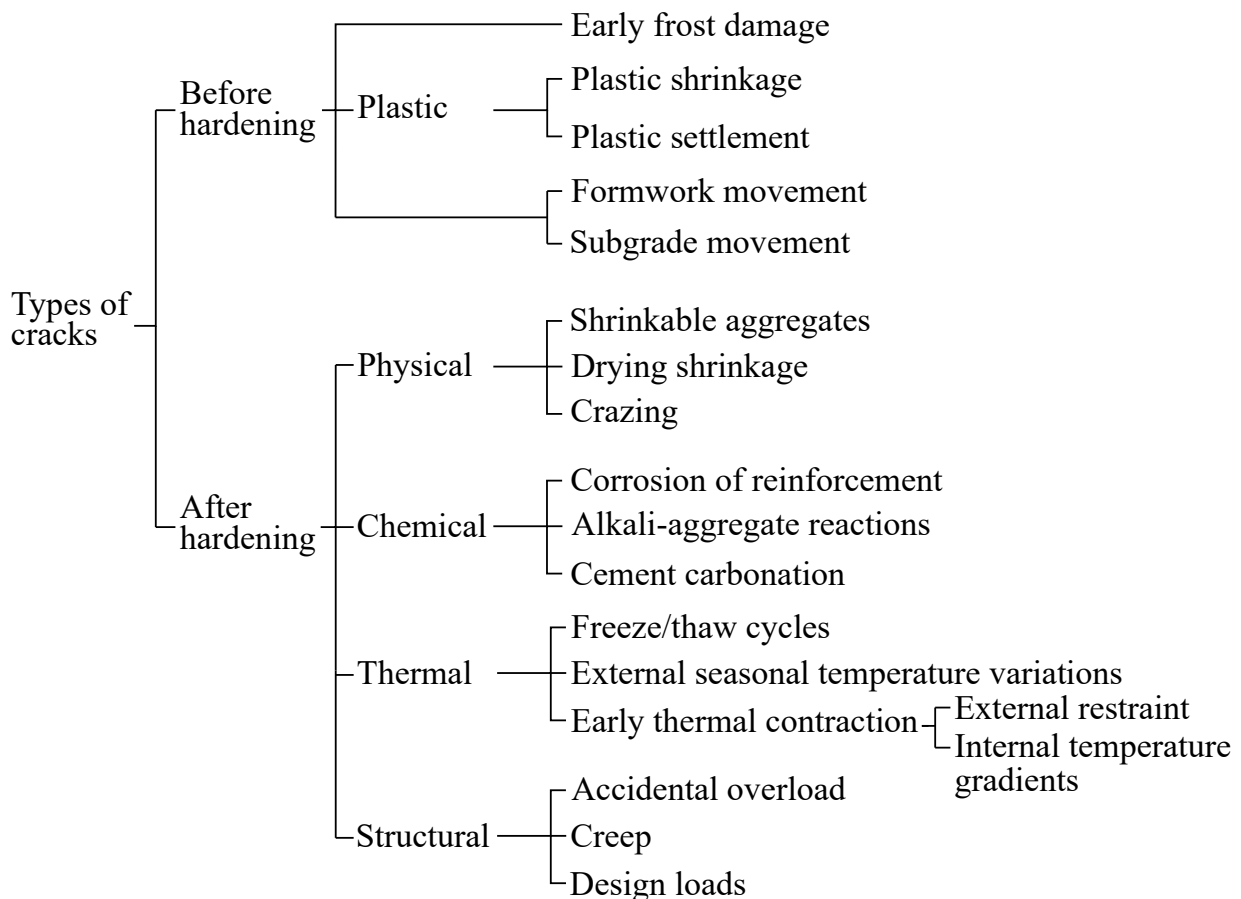 Early frost damage
Before
hardening
Plastic
Plastic shrinkage
Plastic settlement
Formwork movement
Subgrade movement
Types of
cracks
Physical
Shrinkable aggregates
Drying shrinkage
Crazing
After
hardening
Chemical
Corrosion of reinforcement
Alkali-aggregate reactions
Cement carbonation
Thermal
Freeze/thaw cycles
External seasonal temperature variations
Early thermal contraction
External restraint
Internal temperature
gradients
Structural
Accidental overload
Creep
Design loads